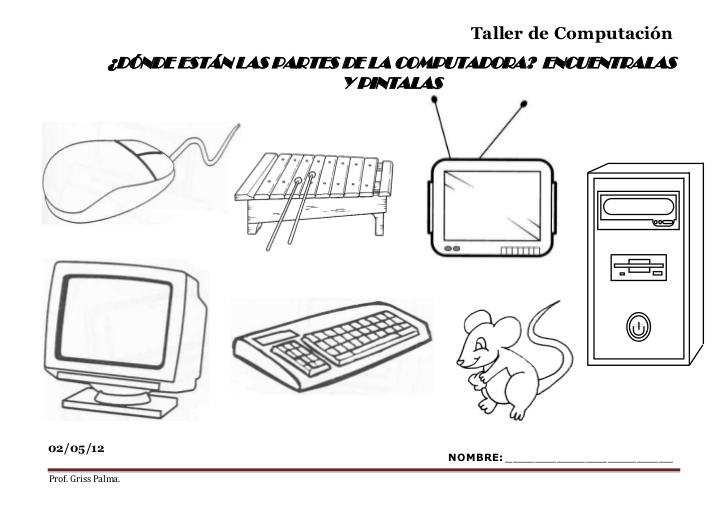 Taller de Computación
¿DÓNDE ESTÁN LAS PARTES DE LA COMPUTADORA?  ENCUENTRALAS
Y PINTALAS
02/05/12
NOMBRE: ______________________________
Prof. Griss Palma.